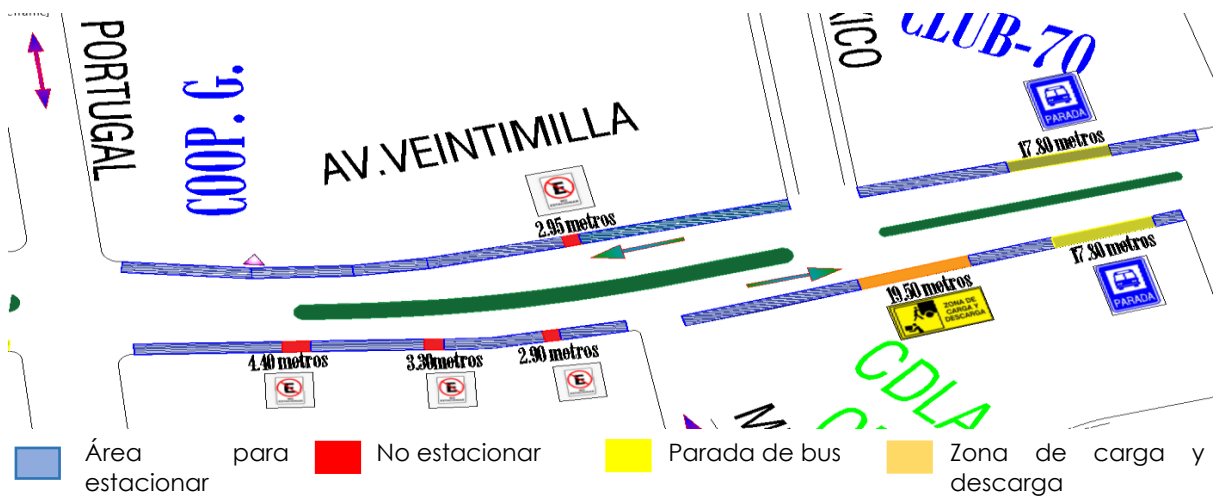 PORTUGAL
COOP. G.
AV. VEINTIMILLA
CLUB-70
PARADA
17.80 metros
E
2.95 metros
17.80 metros
PARADA
19.50 metros
ZONA DE
CARGA Y
DESCARGA
4.40 metros
E
3.30metros
E
2.90 metros
E
CDLA
Área para
estacionar
No estacionar
Parada de bus
Zona de carga y
descarga